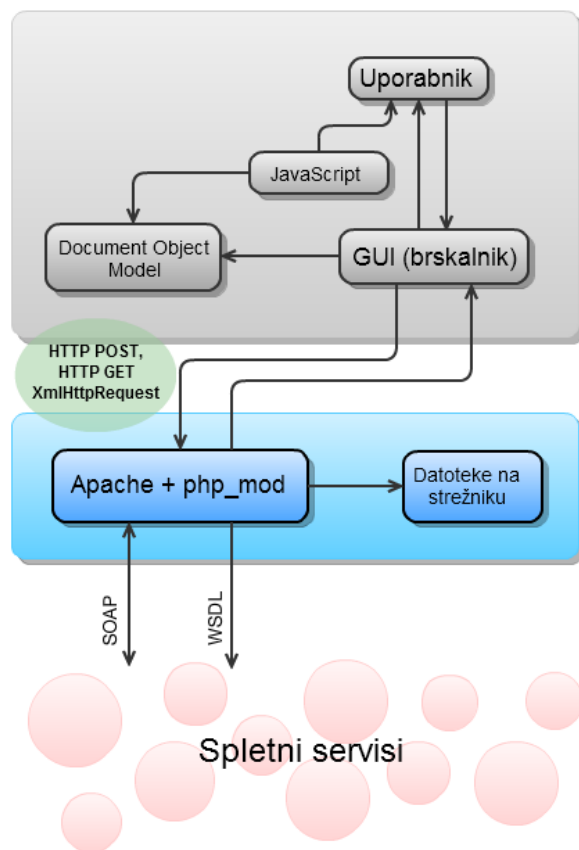 Uporabnik
JavaScript
Document Object
Model
GUI (brskalnik)
HTTP POST,
HTTP GET
XmlHttpRequest
Apache + php_mod
Datoteke na
strežniku
SOAP
WSDL
Spletni servisi